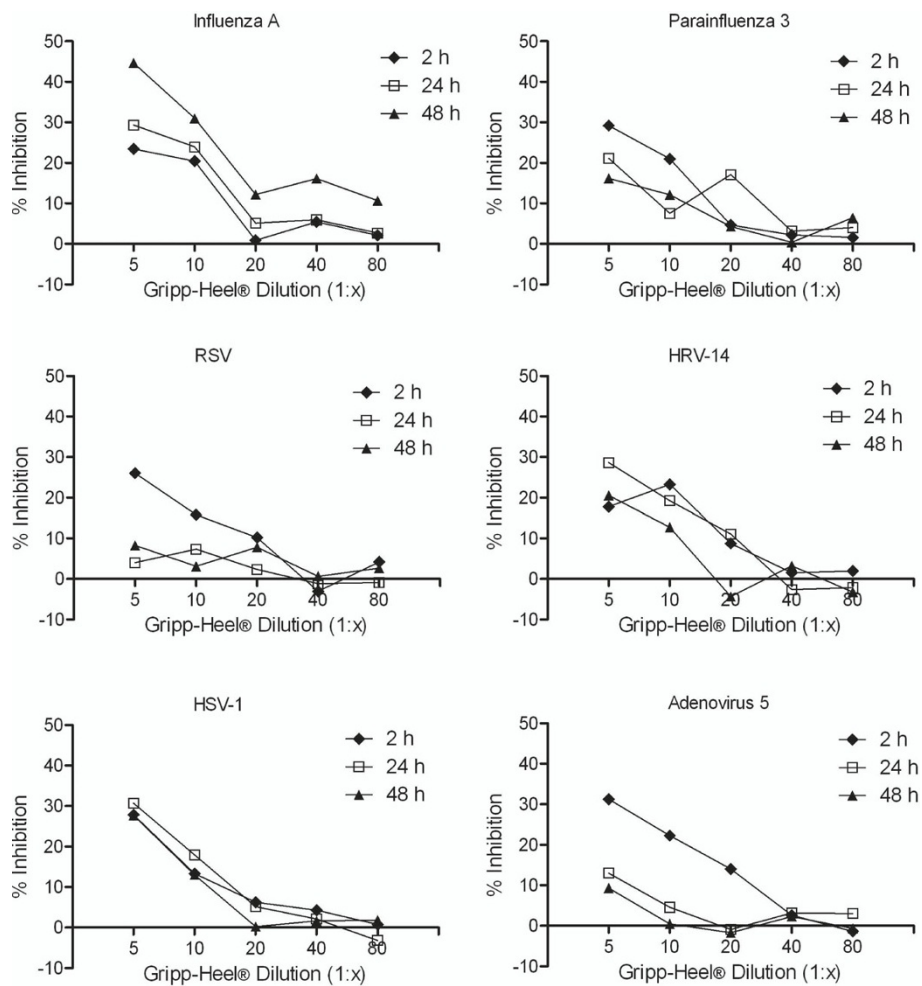 Influenza A
50
40
30
20
10
0
-10
% Inhibition
2 h
24 h
48 h
5 10 20 40 80
Gripp-Heel® Dilution (1:x)
Parainfluenza 3
50
40
30
20
10
0
-10
% Inhibition
2 h
24 h
48 h
5 10 20 40 80
Gripp-Heel® Dilution (1:x)
RSV
50
40
30
20
10
0
-10
% Inhibition
2 h
24 h
48 h
5 10 20 40 80
Gripp-Heel® Dilution (1:x)
HRV-14
50
40
30
20
10
0
-10
% Inhibition
2 h
24 h
48 h
5 10 20 40 80
Gripp-Heel® Dilution (1:x)
HSV-1
50
40
30
20
10
0
-10
% Inhibition
2 h
24 h
48 h
5 10 20 40 80
Gripp-Heel® Dilution (1:x)
Adenovirus 5
50
40
30
20
10
0
-10
% Inhibition
2 h
24 h
48 h
5 10 20 40 80
Gripp-Heel® Dilution (1:x)